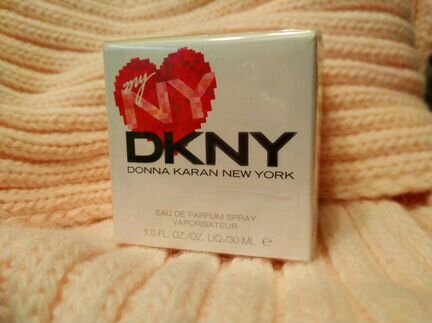 my
NY
DKNY
DONNA KARAN NEW YORK
EAU DE PARFUM SPRAY
VAPORISATEUR
1.0 FL. OZ./OZ. LIQ./30 ML ℮